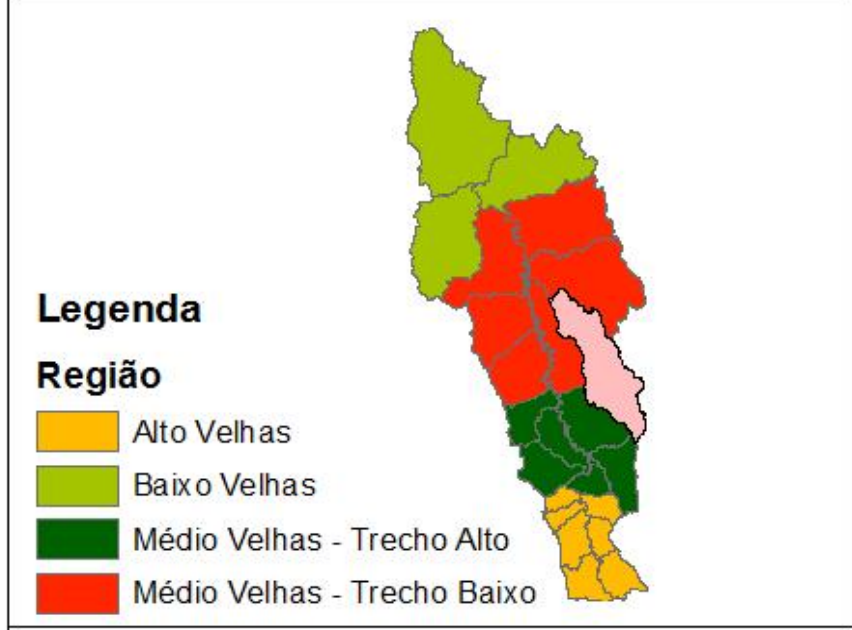 Legenda
Região
Alto Velhas
Baixo Velhas
Médio Velhas - Trecho Alto
Médio Velhas - Trecho Baixo